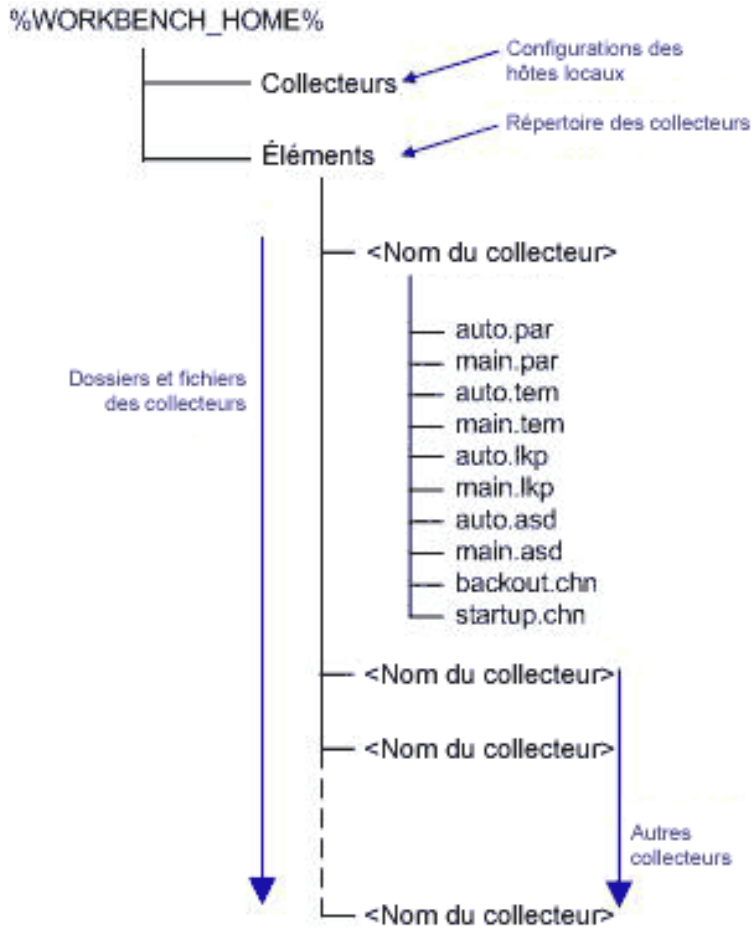 %WORKBENCH_HOME%
Configurations des
hôtes locaux
Collecteurs
Répertoire des collecteurs
Éléments
<Nom du collecteur>
auto.par
main.par
auto.tem
main.tem
auto.lkp
main.lkp
auto.asd
main.asd
backout.chn
startup.chn
Dossiers et fichiers
des collecteurs
<Nom du collecteur>
<Nom du collecteur>
Autres
collecteurs
<Nom du collecteur>